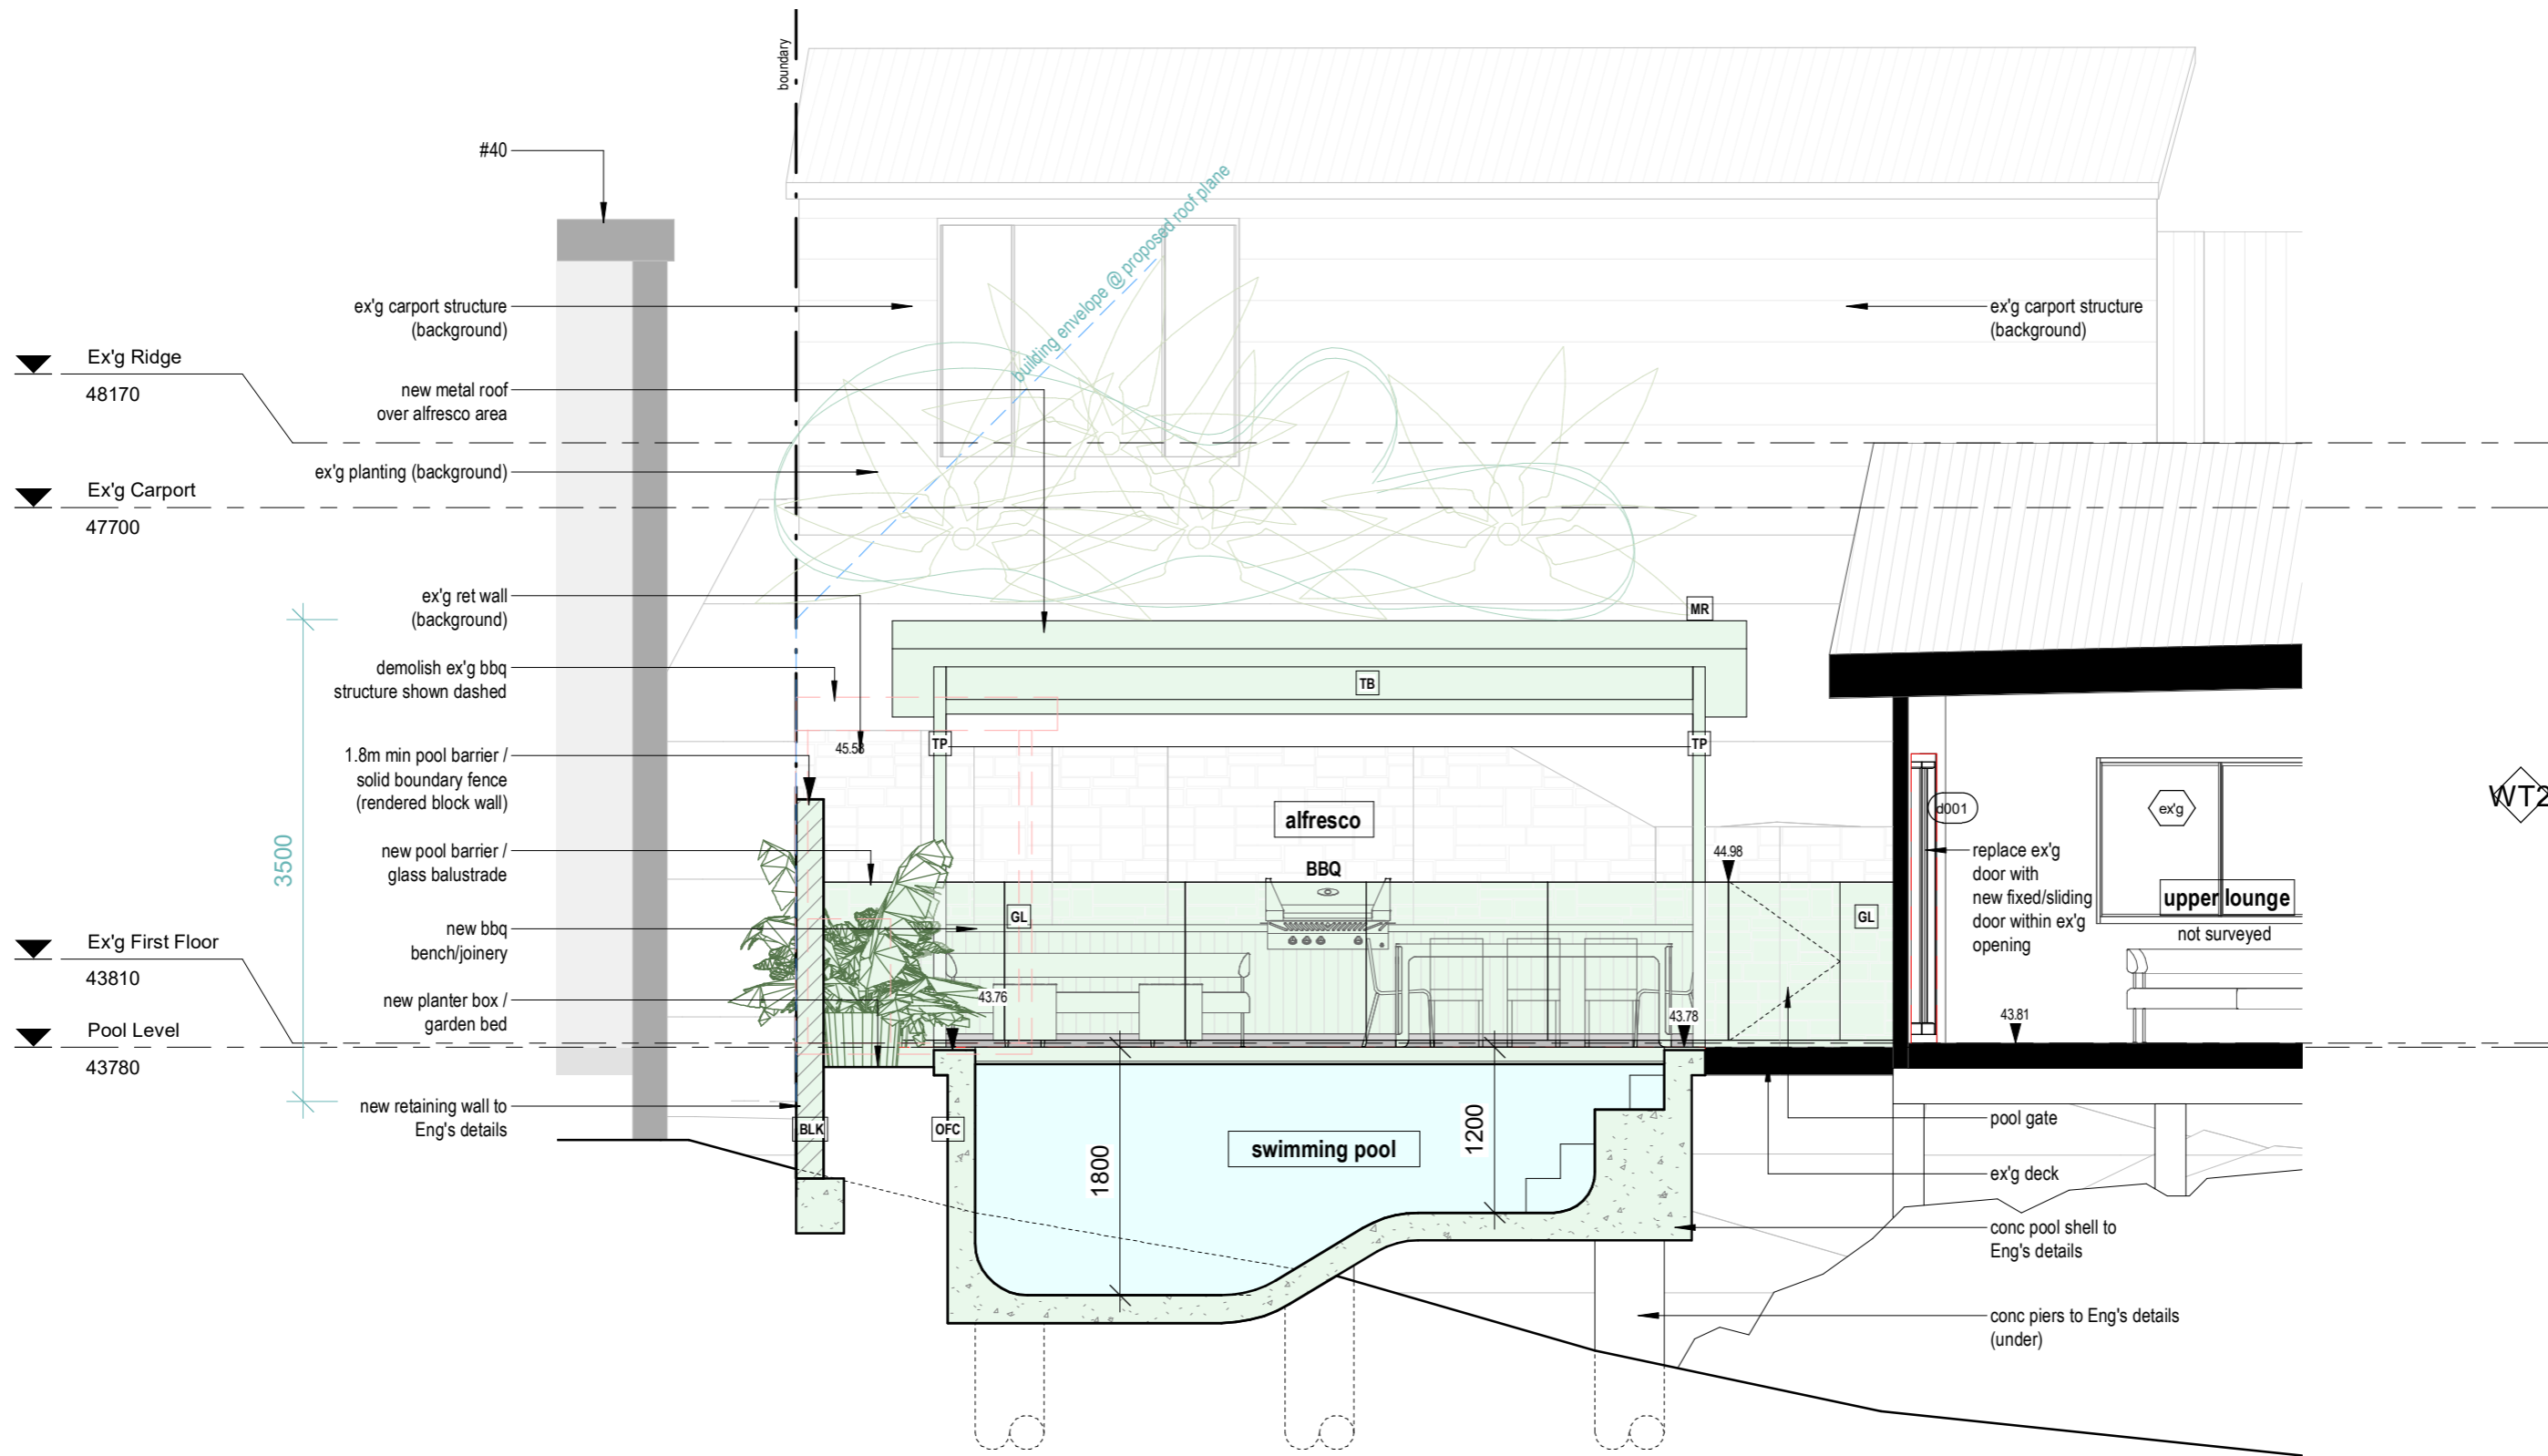 boundary
#40
building envelope @ proposed roof plane
ex'g carport structure
(background)
ex'g carport structure
(background)
Ex'g Ridge
48170
new metal roof
over alfresco area
ex'g planting (background)
Ex'g Carport
47700
ex'g ret wall
(background)
MR
demolish ex'g bbq
structure shown dashed
TB
1.8m min pool barrier /
solid boundary fence
(rendered block wall)
45.53
TP
TP
3500
alfresco
WT2
d001
ex'g
new pool barrier /
glass balustrade
BBQ
44.98
replace ex'g
door with
new fixed/sliding
door within ex'g
opening
upper lounge
not surveyed
GL
GL
new bbq
bench/joinery
Ex'g First Floor
43810
new planter box /
garden bed
43.76
43.78
43.81
Pool Level
43780
new retaining wall to
Eng's details
BLK
OFC
1800
swimming pool
1200
pool gate
ex'g deck
conc pool shell to
Eng's details
conc piers to Eng's details
(under)